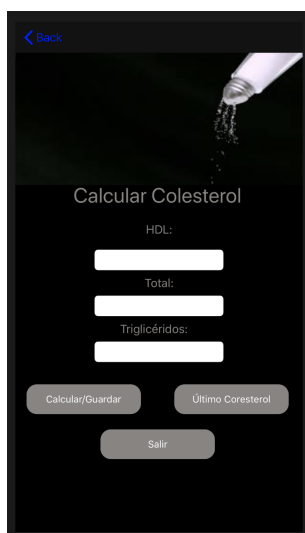 Back
Calcular Colesterol
HDL:
Total:
Triglicéridos:
Calcular/Guardar
Último Coresterol
Salir